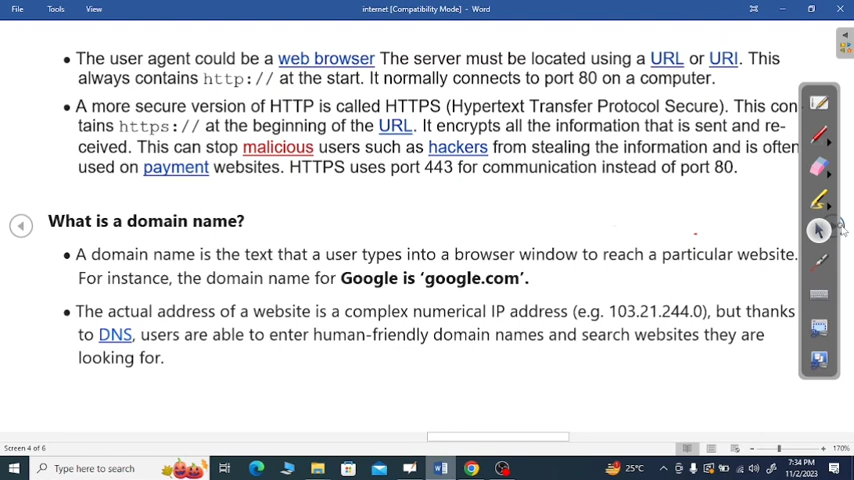 File Tools View internet [Compatibility Mode] - Word
• The user agent could be a web browser The server must be located using a URL or URI. This
always contains http:// at the start. It normally connects to port 80 on a computer.
• A more secure version of HTTP is called HTTPS (Hypertext Transfer Protocol Secure). This con
tains https:// at the beginning of the URL. It encrypts all the information that is sent and re-
ceived. This can stop malicious users such as hackers from stealing the information and is often
used on payment websites. HTTPS uses port 443 for communication instead of port 80.
What is a domain name?
• A domain name is the text that a user types into a browser window to reach a particular website.
For instance, the domain name for Google is ‘google.com’.
• The actual address of a website is a complex numerical IP address (e.g. 103.21.244.0), but thanks
to DNS, users are able to enter human-friendly domain names and search websites they are
looking for.
Screen 4 of 6 170%
Type here to search 25°C 7:34 PM
11/2/2023